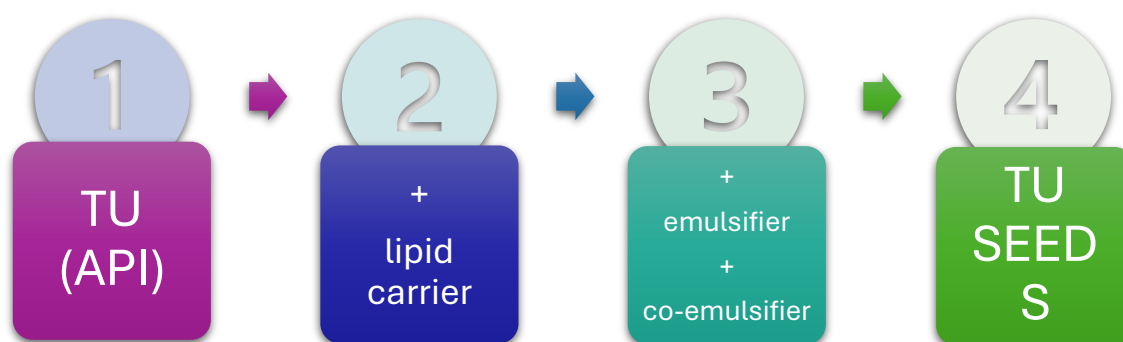 1
TU
(API)
2
+
lipid
carrier
3
+
emulsifier
+
co-emulsifier
4
TU
SEED
S